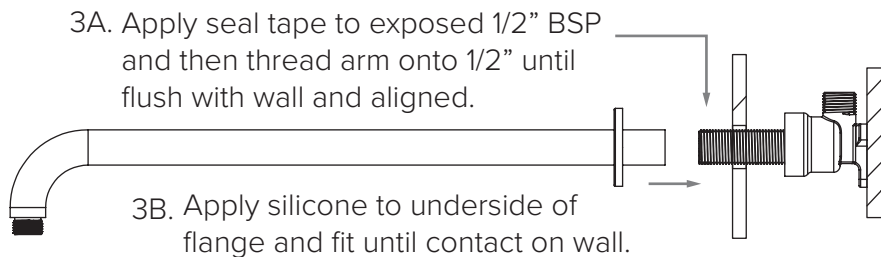 3A. Apply seal tape to exposed 1/2” BSP
and then thread arm onto 1/2” until
flush with wall and aligned.
3B. Apply silicone to underside of
flange and fit until contact on wall.